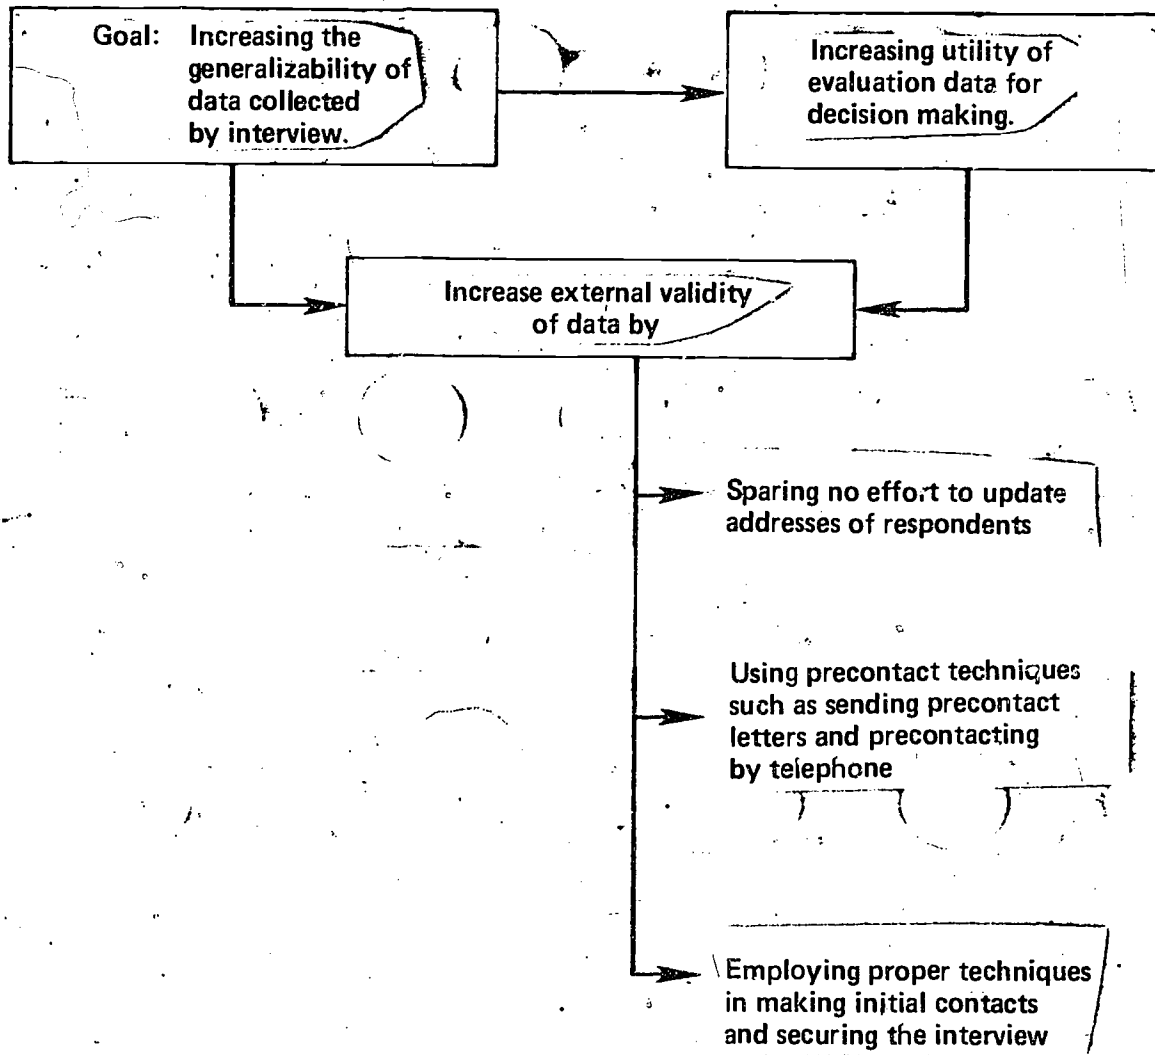 Goal: Increasing the
generalizability of
data collected
by interview.
Increasing utility of
evaluation data for
decision making.
Increase external validity
of data by
Sparing no effort to update
addresses of respondents
Using precontact techniques
such as sending precontact
letters and precontacting
by telephone
Employing proper techniques
in making initial contacts
and securing the interview